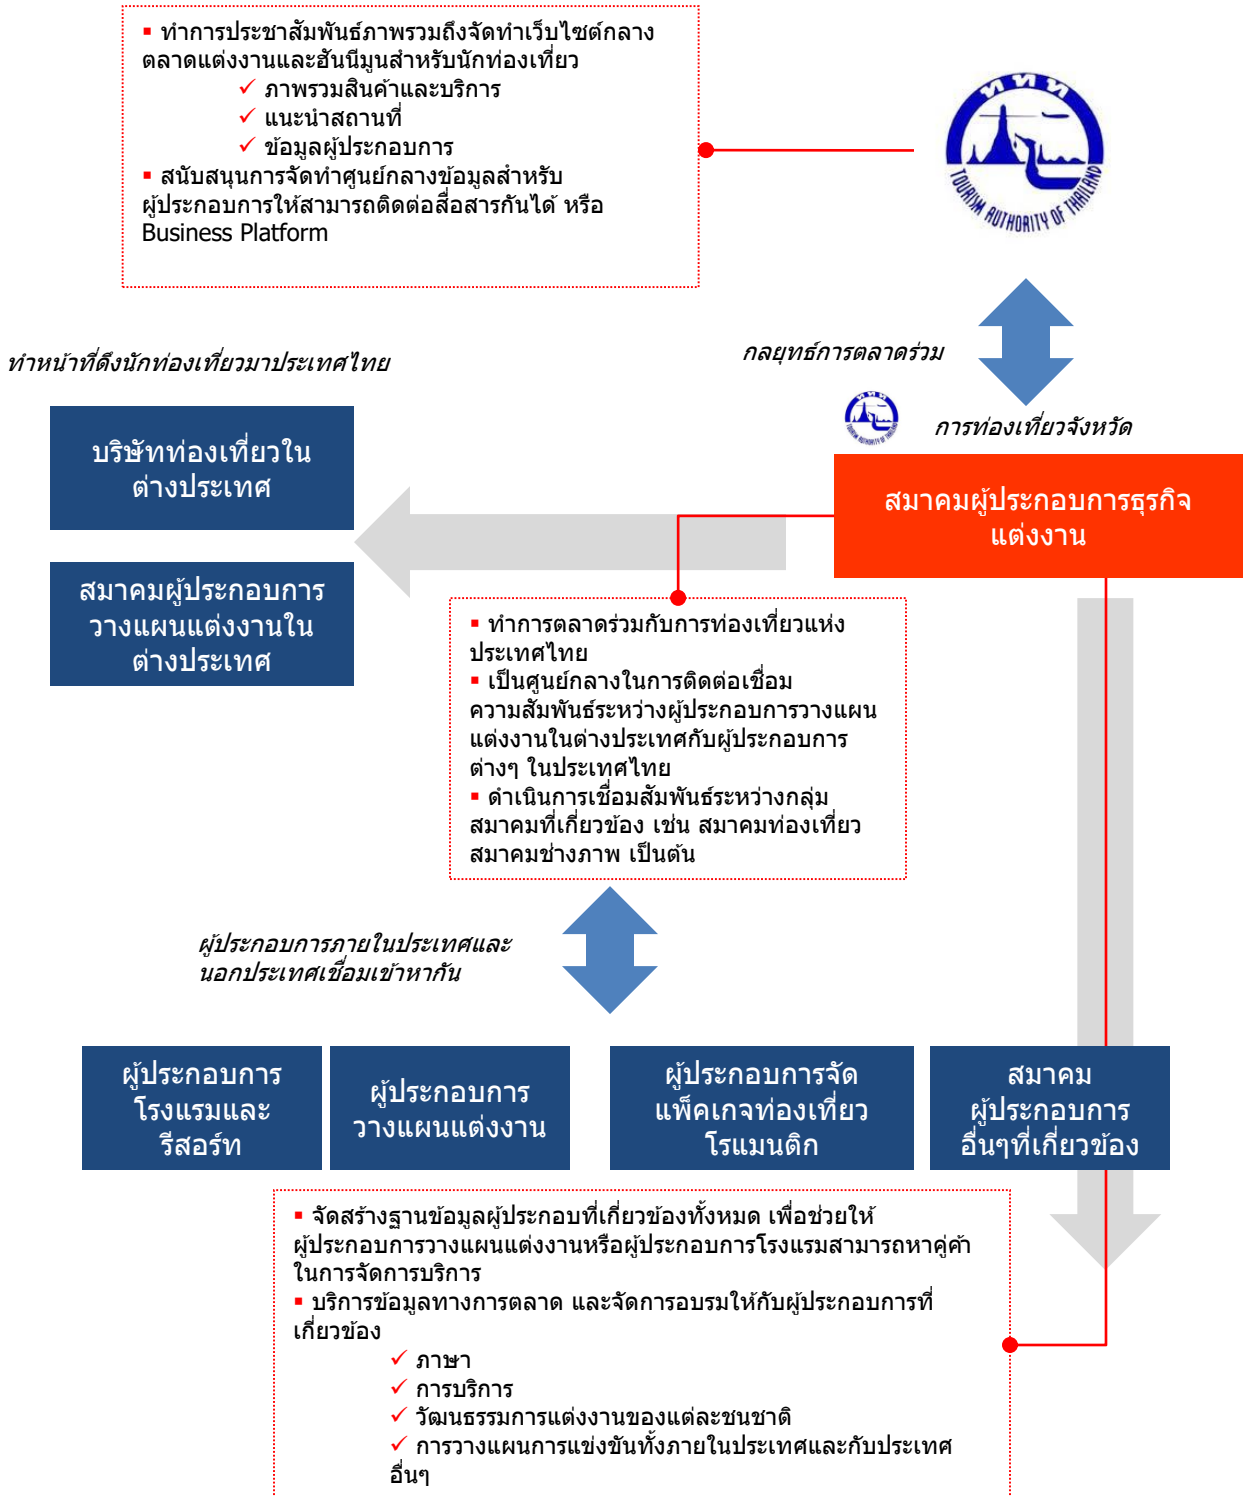 ▪ ทำการประชาสัมพันธ์ภาพรวมถึงจัดทำเว็บไซต์กลาง
ตลาดแต่งงานและฮันนีมูนสำหรับนักท่องเที่ยว
✓ ภาพรวมสินค้าและบริการ
✓ แนะนำสถานที่
✓ ข้อมูลผู้ประกอบการ
▪ สนับสนุนการจัดทำศูนย์กลางข้อมูลสำหรับ
ผู้ประกอบการให้สามารถติดต่อสื่อสารกันได้ หรือ
Business Platform
ททท
TOURISM AUTHORITY OF THAILAND
ทำหน้าที่ดึงนักท่องเที่ยวมาประเทศไทย
กลยุทธ์การตลาดร่วม
ททท
TOURISM AUTHORITY OF THAILAND
การท่องเที่ยวจังหวัด
บริษัทท่องเที่ยวใน
ต่างประเทศ
สมาคมผู้ประกอบการธุรกิจ
แต่งงาน
สมาคมผู้ประกอบการ
วางแผนแต่งงานใน
ต่างประเทศ
▪ ทำการตลาดร่วมกับการท่องเที่ยวแห่ง
ประเทศไทย
▪ เป็นศูนย์กลางในการติดต่อเชื่อม
ความสัมพันธ์ระหว่างผู้ประกอบการวางแผน
แต่งงานในต่างประเทศกับผู้ประกอบการ
ต่างๆ ในประเทศไทย
▪ ดำเนินการเชื่อมสัมพันธ์ระหว่างกลุ่ม
สมาคมที่เกี่ยวข้อง เช่น สมาคมท่องเที่ยว
สมาคมช่างภาพ เป็นต้น
ผู้ประกอบการภายในประเทศและ
นอกประเทศเชื่อมเข้าหากัน
ผู้ประกอบการ
โรงแรมและ
รีสอร์ท
ผู้ประกอบการ
วางแผนแต่งงาน
ผู้ประกอบการจัด
แพ็คเกจท่องเที่ยว
โรแมนติก
สมาคม
ผู้ประกอบการ
อื่นๆที่เกี่ยวข้อง
▪ จัดสร้างฐานข้อมูลผู้ประกอบที่เกี่ยวข้องทั้งหมด เพื่อช่วยให้
ผู้ประกอบการวางแผนแต่งงานหรือผู้ประกอบการโรงแรมสามารถหาคู่ค้า
ในการจัดการบริการ
▪ บริการข้อมูลทางการตลาด และจัดการอบรมให้กับผู้ประกอบการที่
เกี่ยวข้อง
✓ ภาษา
✓ การบริการ
✓ วัฒนธรรมการแต่งงานของแต่ละชนชาติ
✓ การวางแผนการแข่งขันทั้งภายในประเทศและกับประเทศ
อื่นๆ